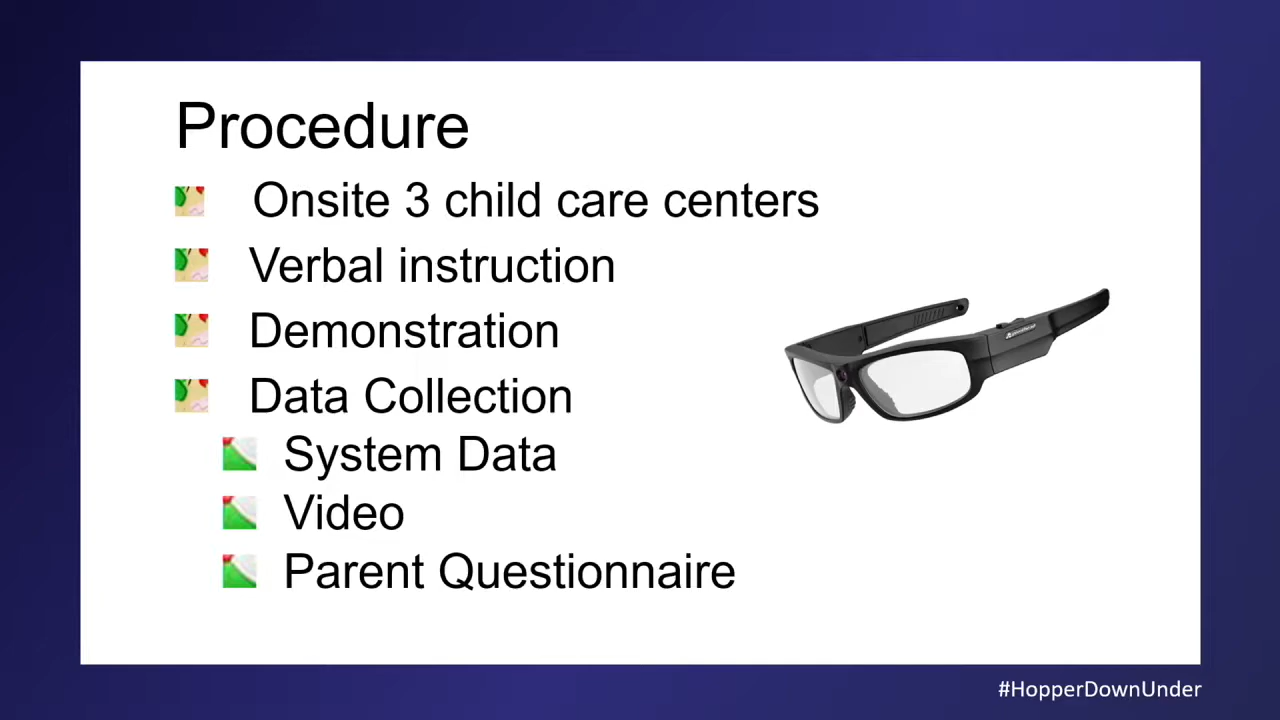 Procedure
Onsite 3 child care centers
Verbal instruction
Demonstration
Data Collection
System Data
Video
Parent Questionnaire
#HopperDownUnder